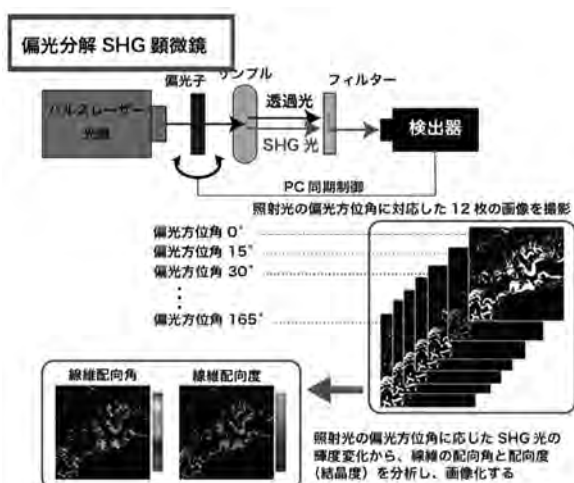 偏光分解 SHG 顕微鏡
偏光子
サンプル
フィルター
パルスレーザー
光源
透過光
SHG 光
検出器
PC 同期制御
照射光の偏光方位角に対応した 12 枚の画像を撮影
偏光方位角 0°
偏光方位角 15°
偏光方位角 30°
⋮
偏光方位角 165°
線維配向角
線維配向度
照射光の偏光方位角に応じた SHG 光の
輝度変化から、線維の配向角と配向度
（結晶度）を分析し、画像化する